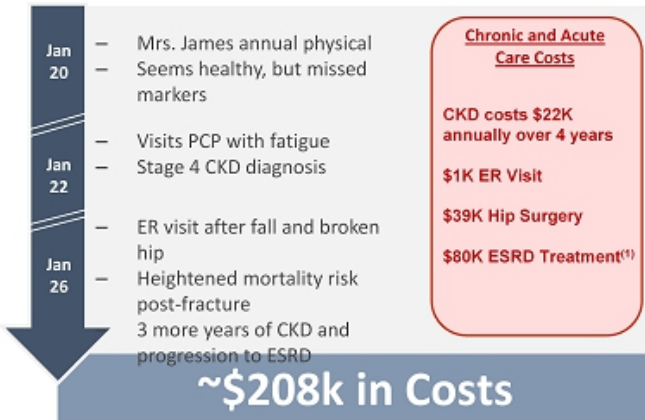 Jan
20
– Mrs. James annual physical
– Seems healthy, but missed
markers
Jan
22
– Visits PCP with fatigue
– Stage 4 CKD diagnosis
Jan
26
– ER visit after fall and broken
hip
– Heightened mortality risk
post-fracture
3 more years of CKD and
progression to ESRD
Chronic and Acute
Care Costs
CKD costs $22K
annually over 4 years
$1K ER Visit
$39K Hip Surgery
$80K ESRD Treatment(1)
~$208k in Costs